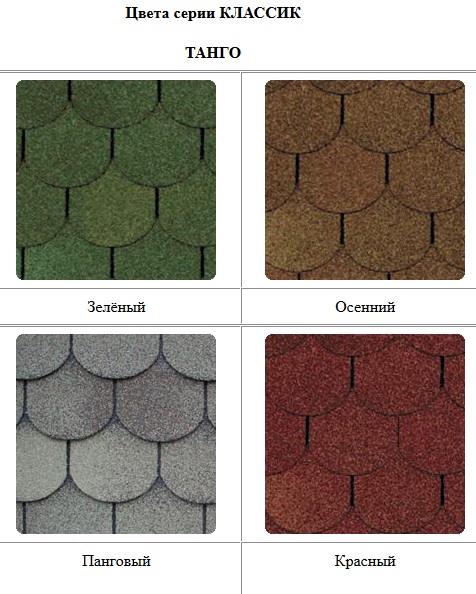 Цвета серии КЛАССИК
ТАНГО
Зелёный
Осенний
Панговый
Красный